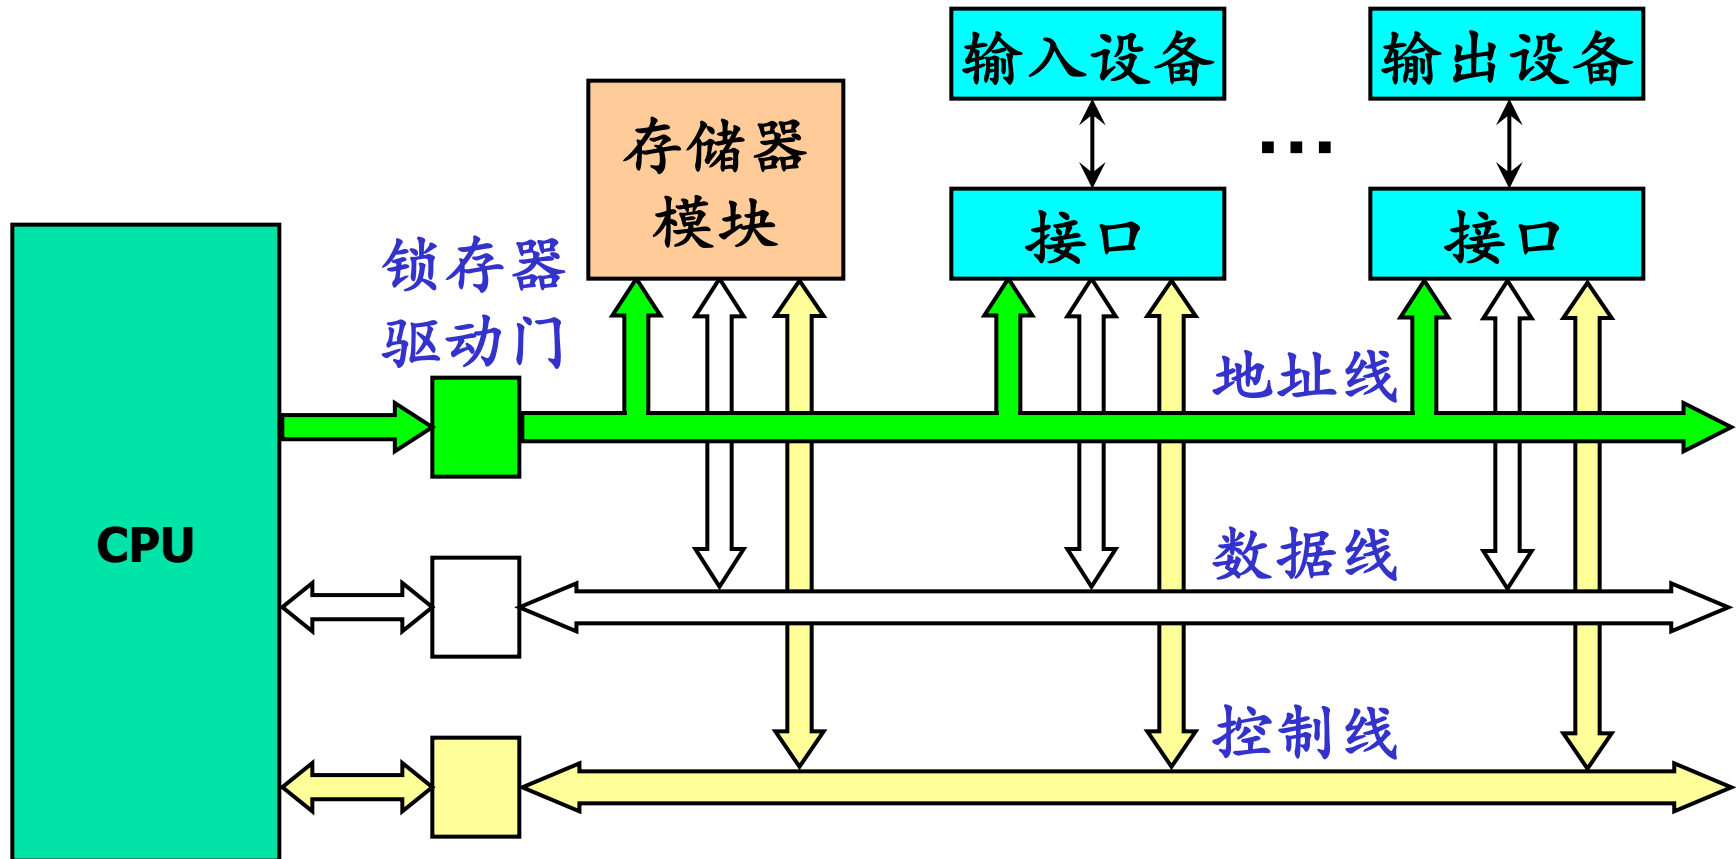 输入设备
输出设备
存储器
模块
···
接口
接口
锁存器
驱动门
地址线
CPU
数据线
控制线